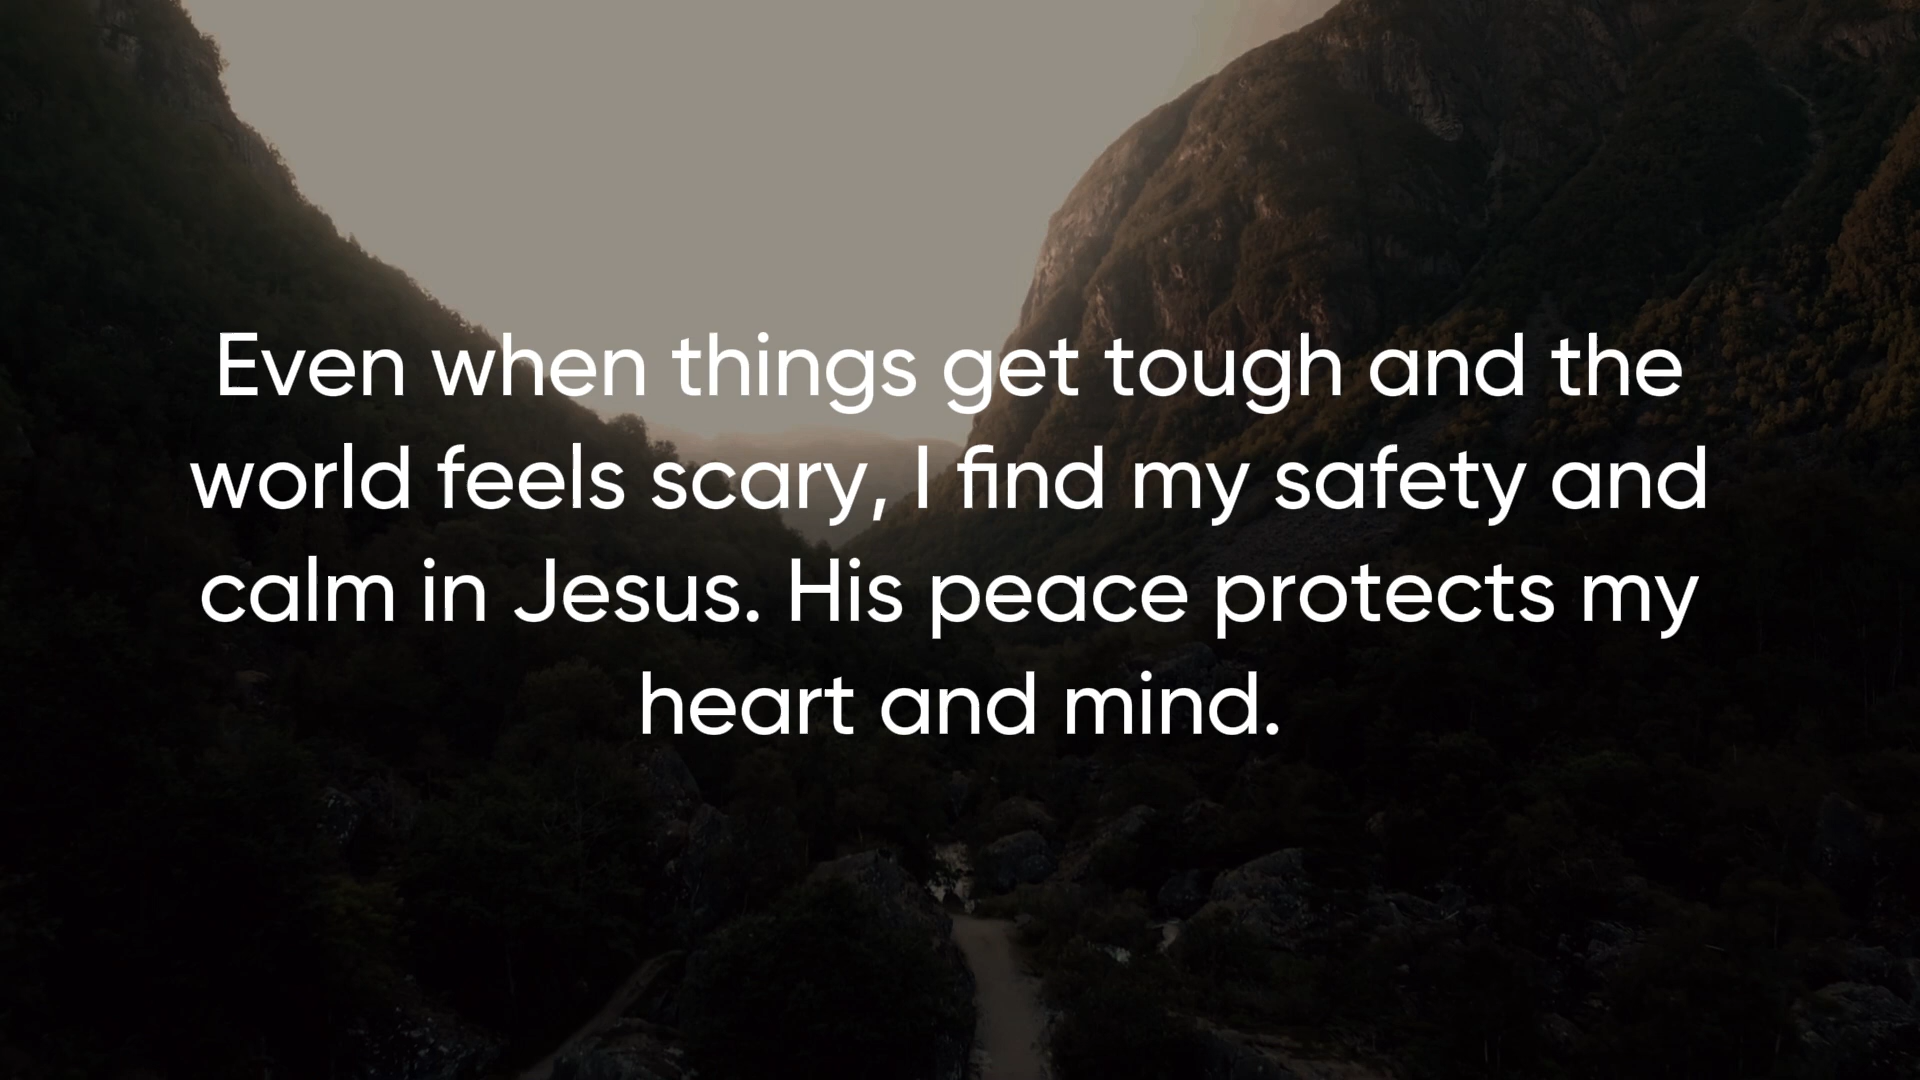 Even when things get tough and the
world feels scary, I find my safety and
calm in Jesus. His peace protects my
heart and mind.